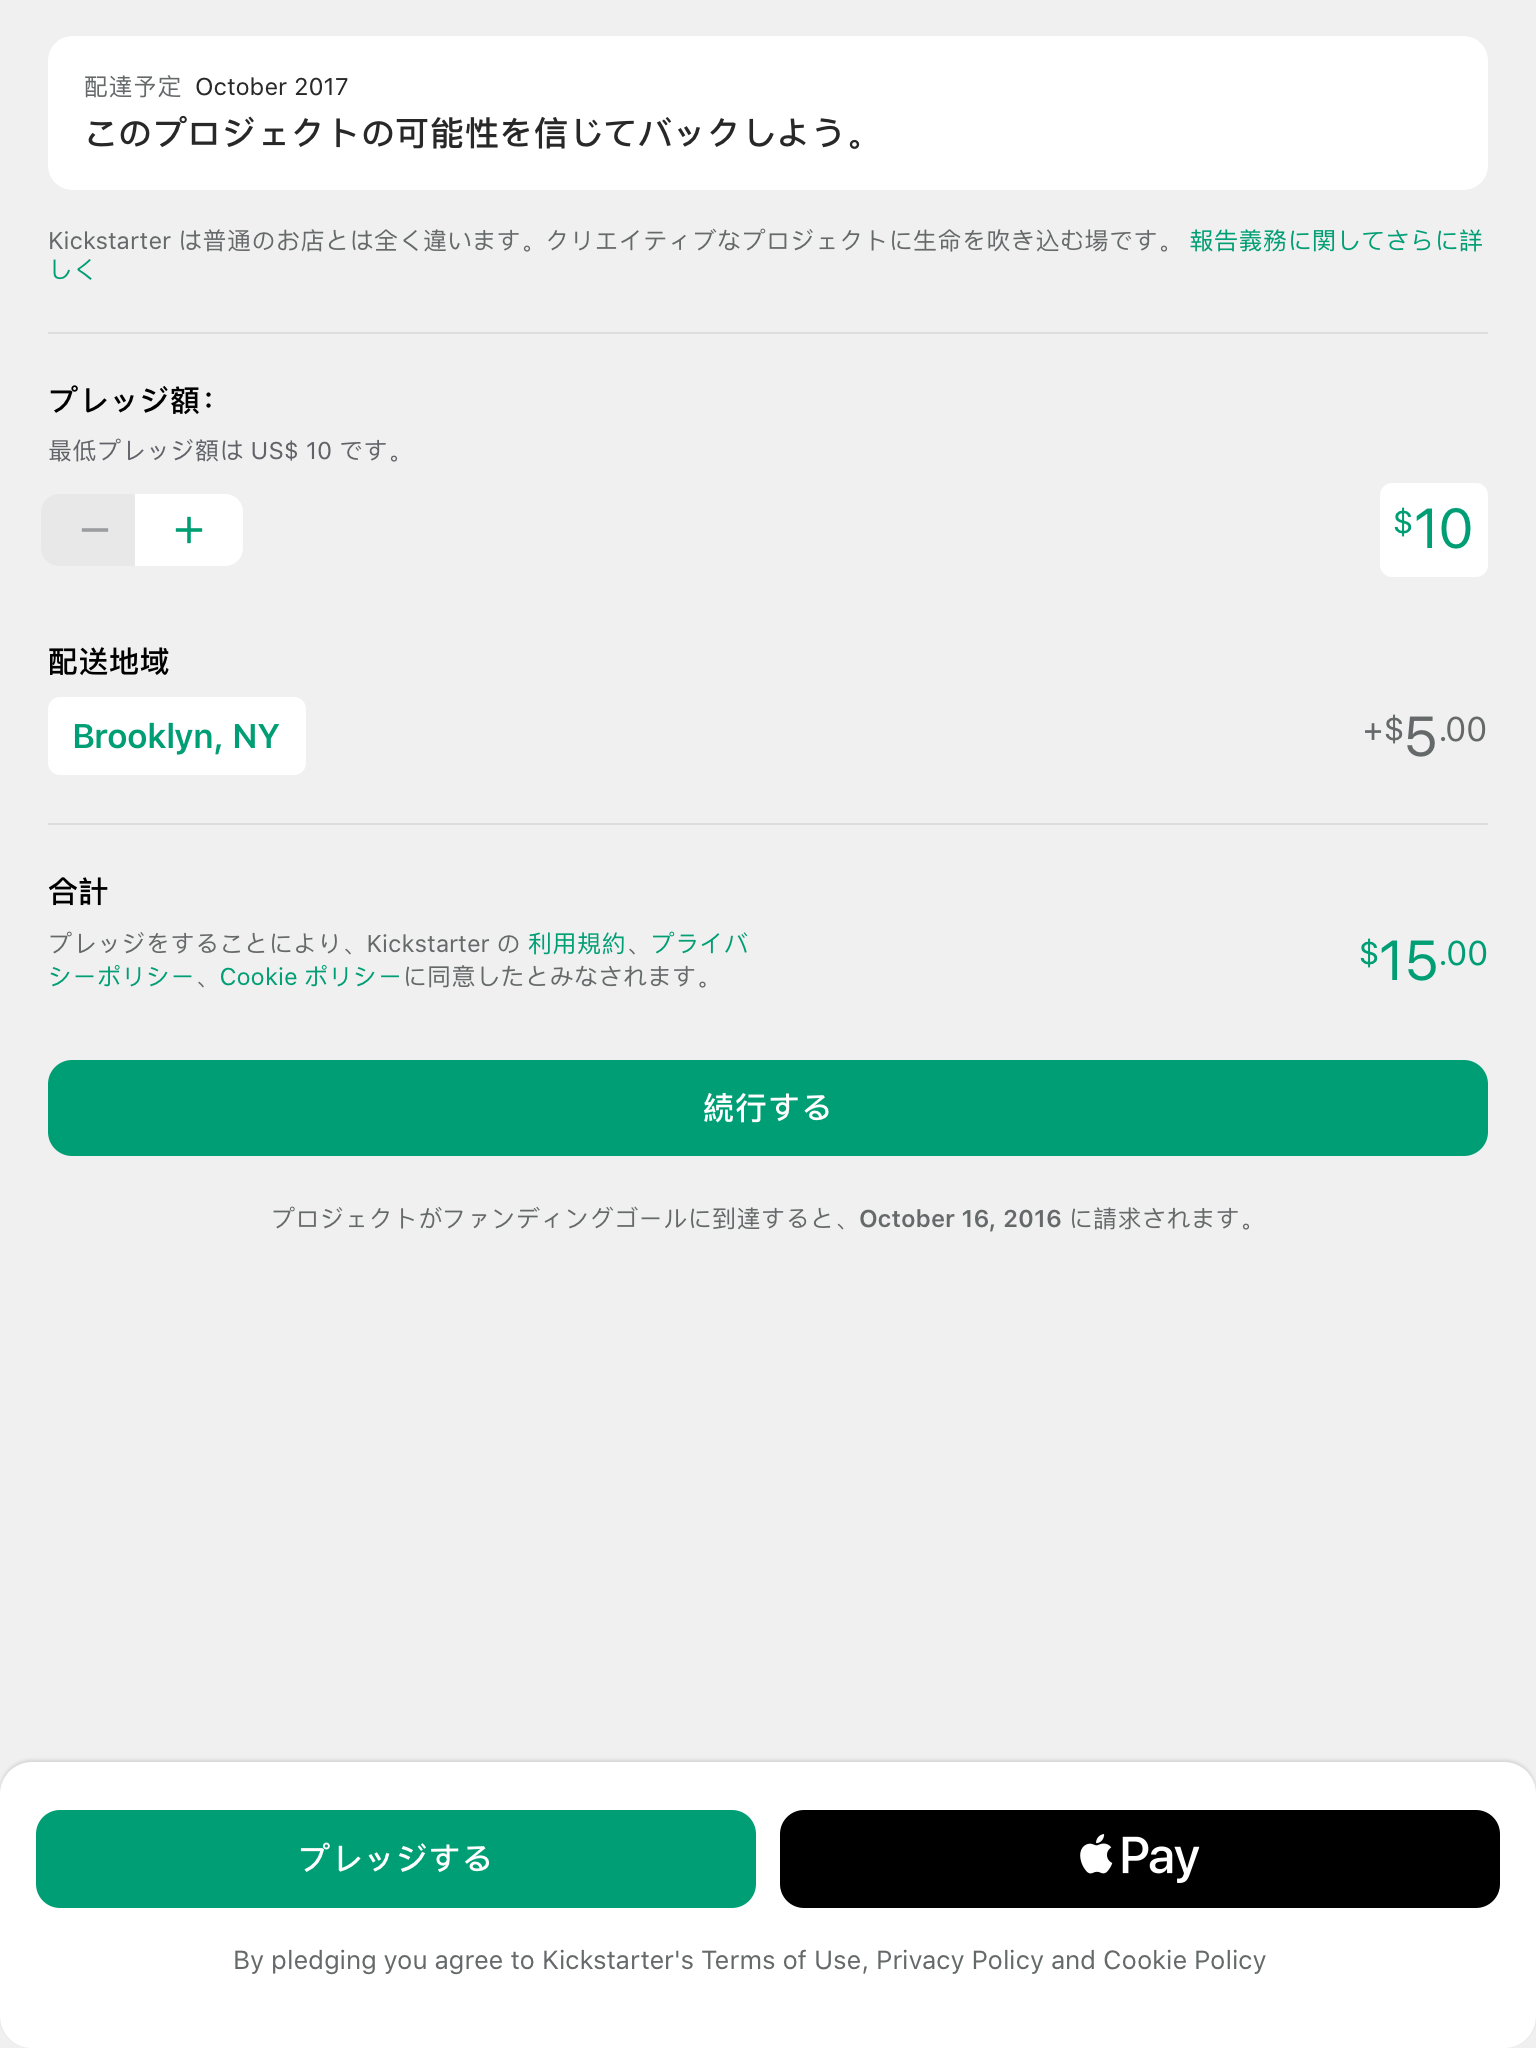 配達予定 October 2017
このプロジェクトの可能性を信じてバックしよう。
Kickstarter は普通のお店とは全く違います。クリエイティブなプロジェクトに生命を吹き込む場です。 報告義務に関してさらに詳
しく
プレッジ額：
最低プレッジ額は US$ 10 です。
− + $10
配送地域
Brooklyn, NY +$5.00
合計
プレッジをすることにより、Kickstarter の 利用規約、プライバ
シーポリシー、Cookie ポリシーに同意したとみなされます。
$15.00
続行する
プロジェクトがファンディングゴールに到達すると、October 16, 2016 に請求されます。
プレッジする Pay
By pledging you agree to Kickstarter's Terms of Use, Privacy Policy and Cookie Policy